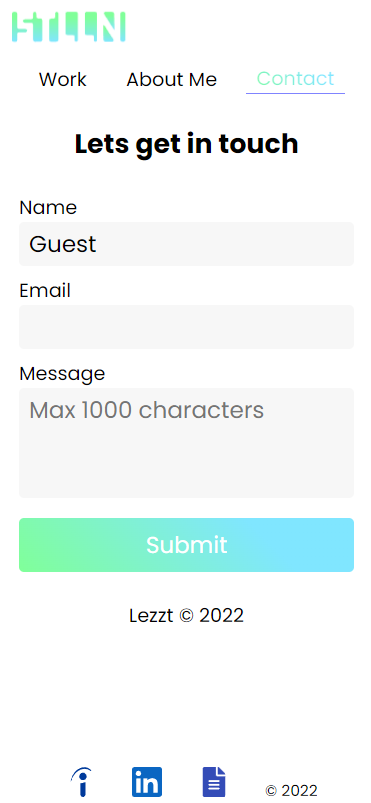 STLLN
Work About Me Contact
Lets get in touch
Name
Guest
Email
Message
Max 1000 characters
Submit
Lezzt © 2022
in © 2022